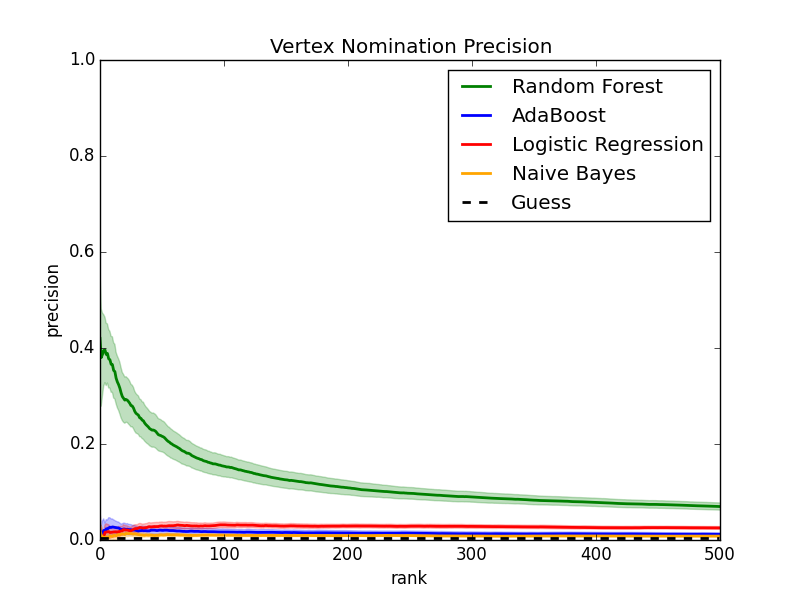 Vertex Nomination Precision
1.0
0.8
0.6
0.4
0.2
0.0
precision
Random Forest
AdaBoost
Logistic Regression
Naive Bayes
Guess
0
100
200
300
400
500
rank